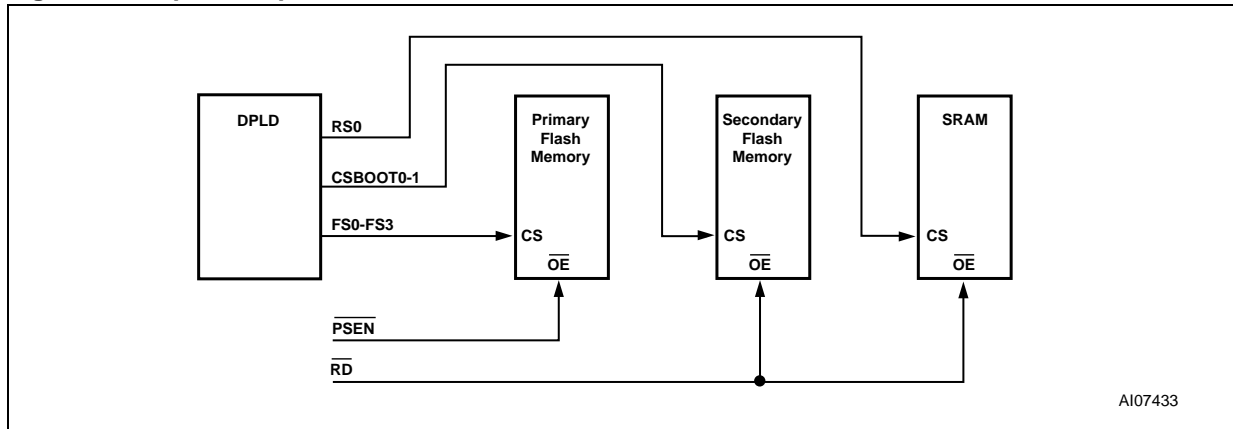 DPLD
RS0
CSBOOT0-1
FS0-FS3
Primary
Flash
Memory
CS
OE
Secondary
Flash
Memory
CS
OE
SRAM
CS
OE
PSEN
RD
AI07433